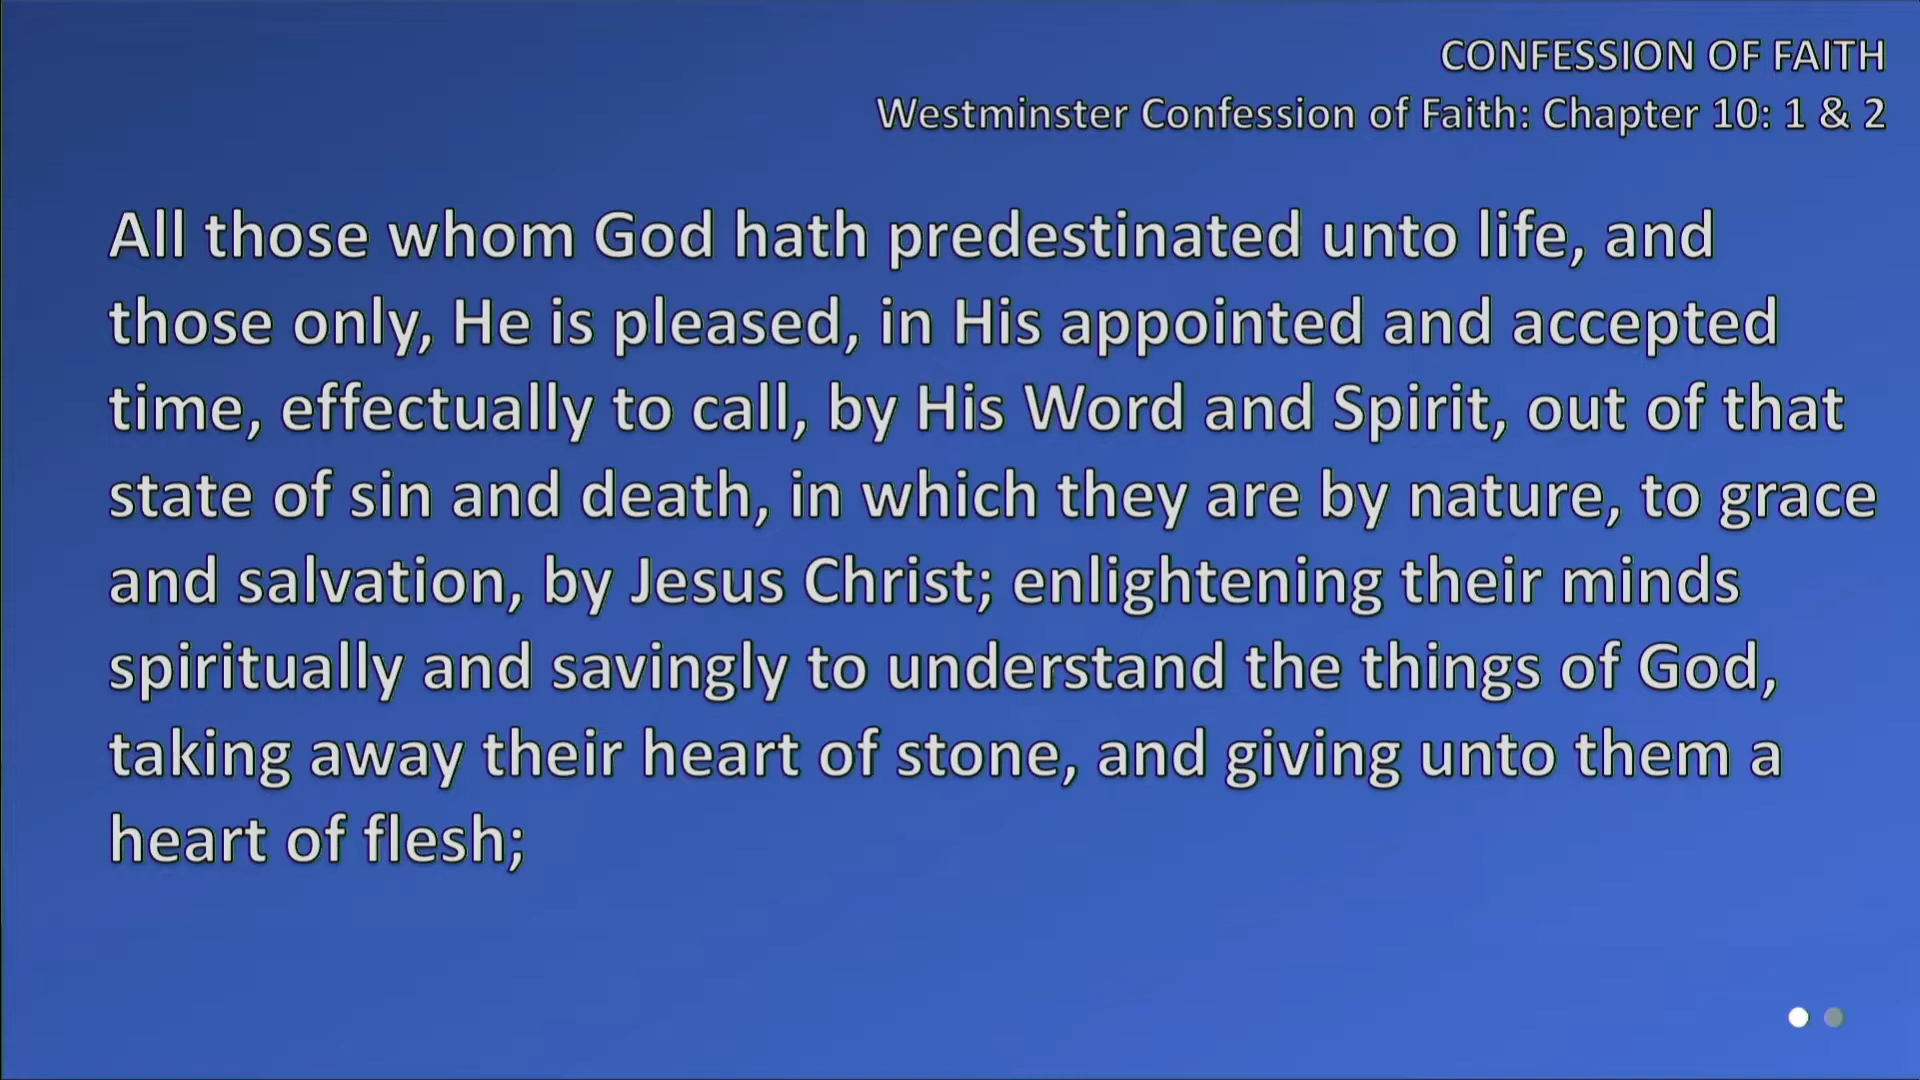 CONFESSION OF FAITH
Westminster Confession of Faith: Chapter 10: 1 & 2
All those whom God hath predestinated unto life, and
those only, He is pleased, in His appointed and accepted
time, effectually to call, by His Word and Spirit, out of that
state of sin and death, in which they are by nature, to grace
and salvation, by Jesus Christ; enlightening their minds
spiritually and savingly to understand the things of God,
taking away their heart of stone, and giving unto them a
heart of flesh;